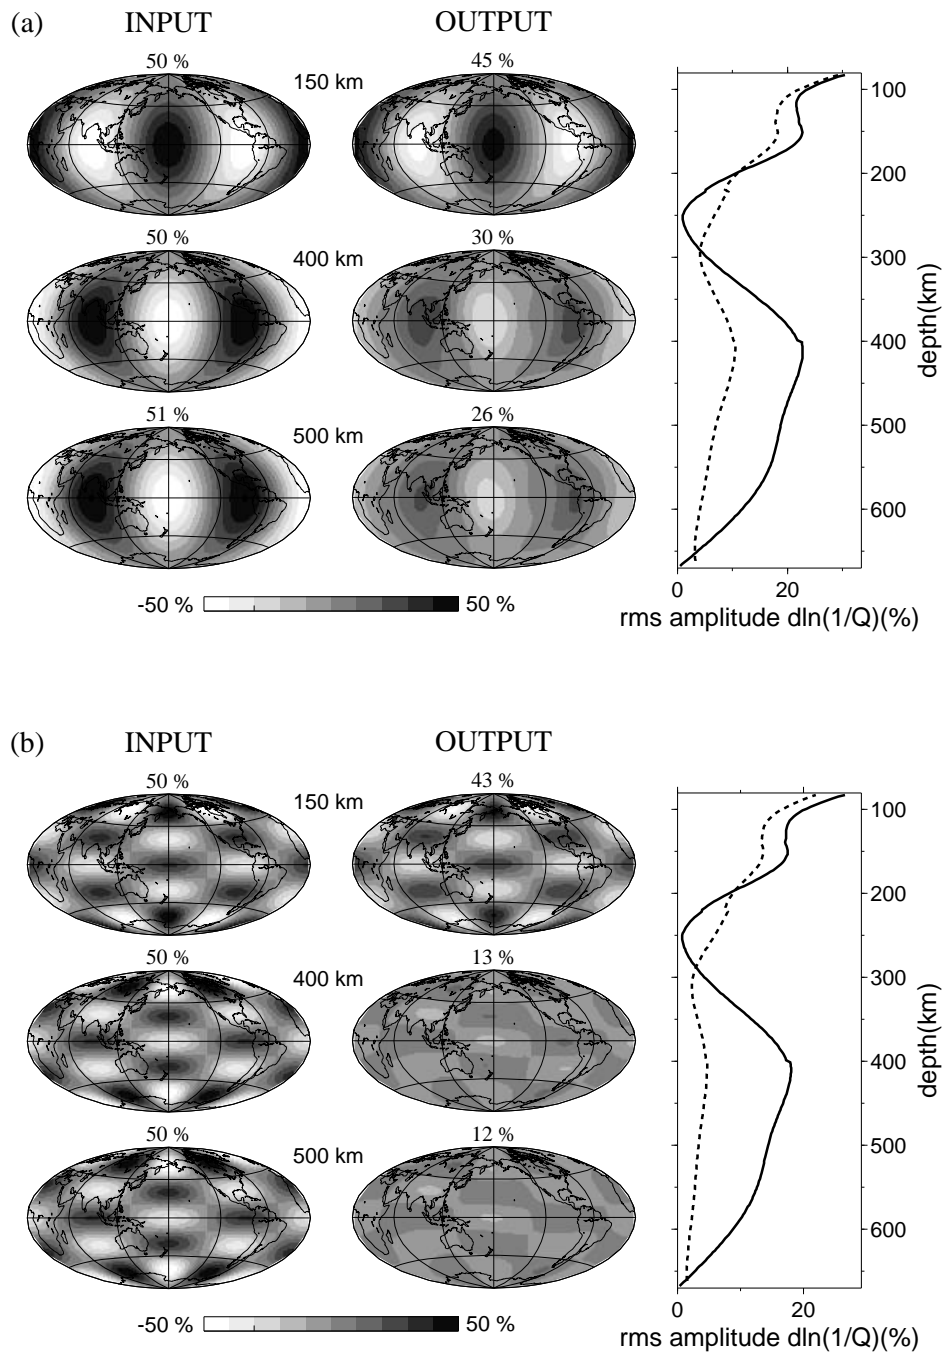 (a) INPUT OUTPUT
50 % 150 km 45 %
50 % 400 km 30 %
51 % 500 km 26 %
-50 % 50 %
100
200
300
400
500
600
depth(km)
0 20
rms amplitude dln(1/Q)(%)
(b) INPUT OUTPUT
50 % 150 km 43 %
50 % 400 km 13 %
50 % 500 km 12 %
-50 % 50 %
100
200
300
400
500
600
depth(km)
0 20
rms amplitude dln(1/Q)(%)